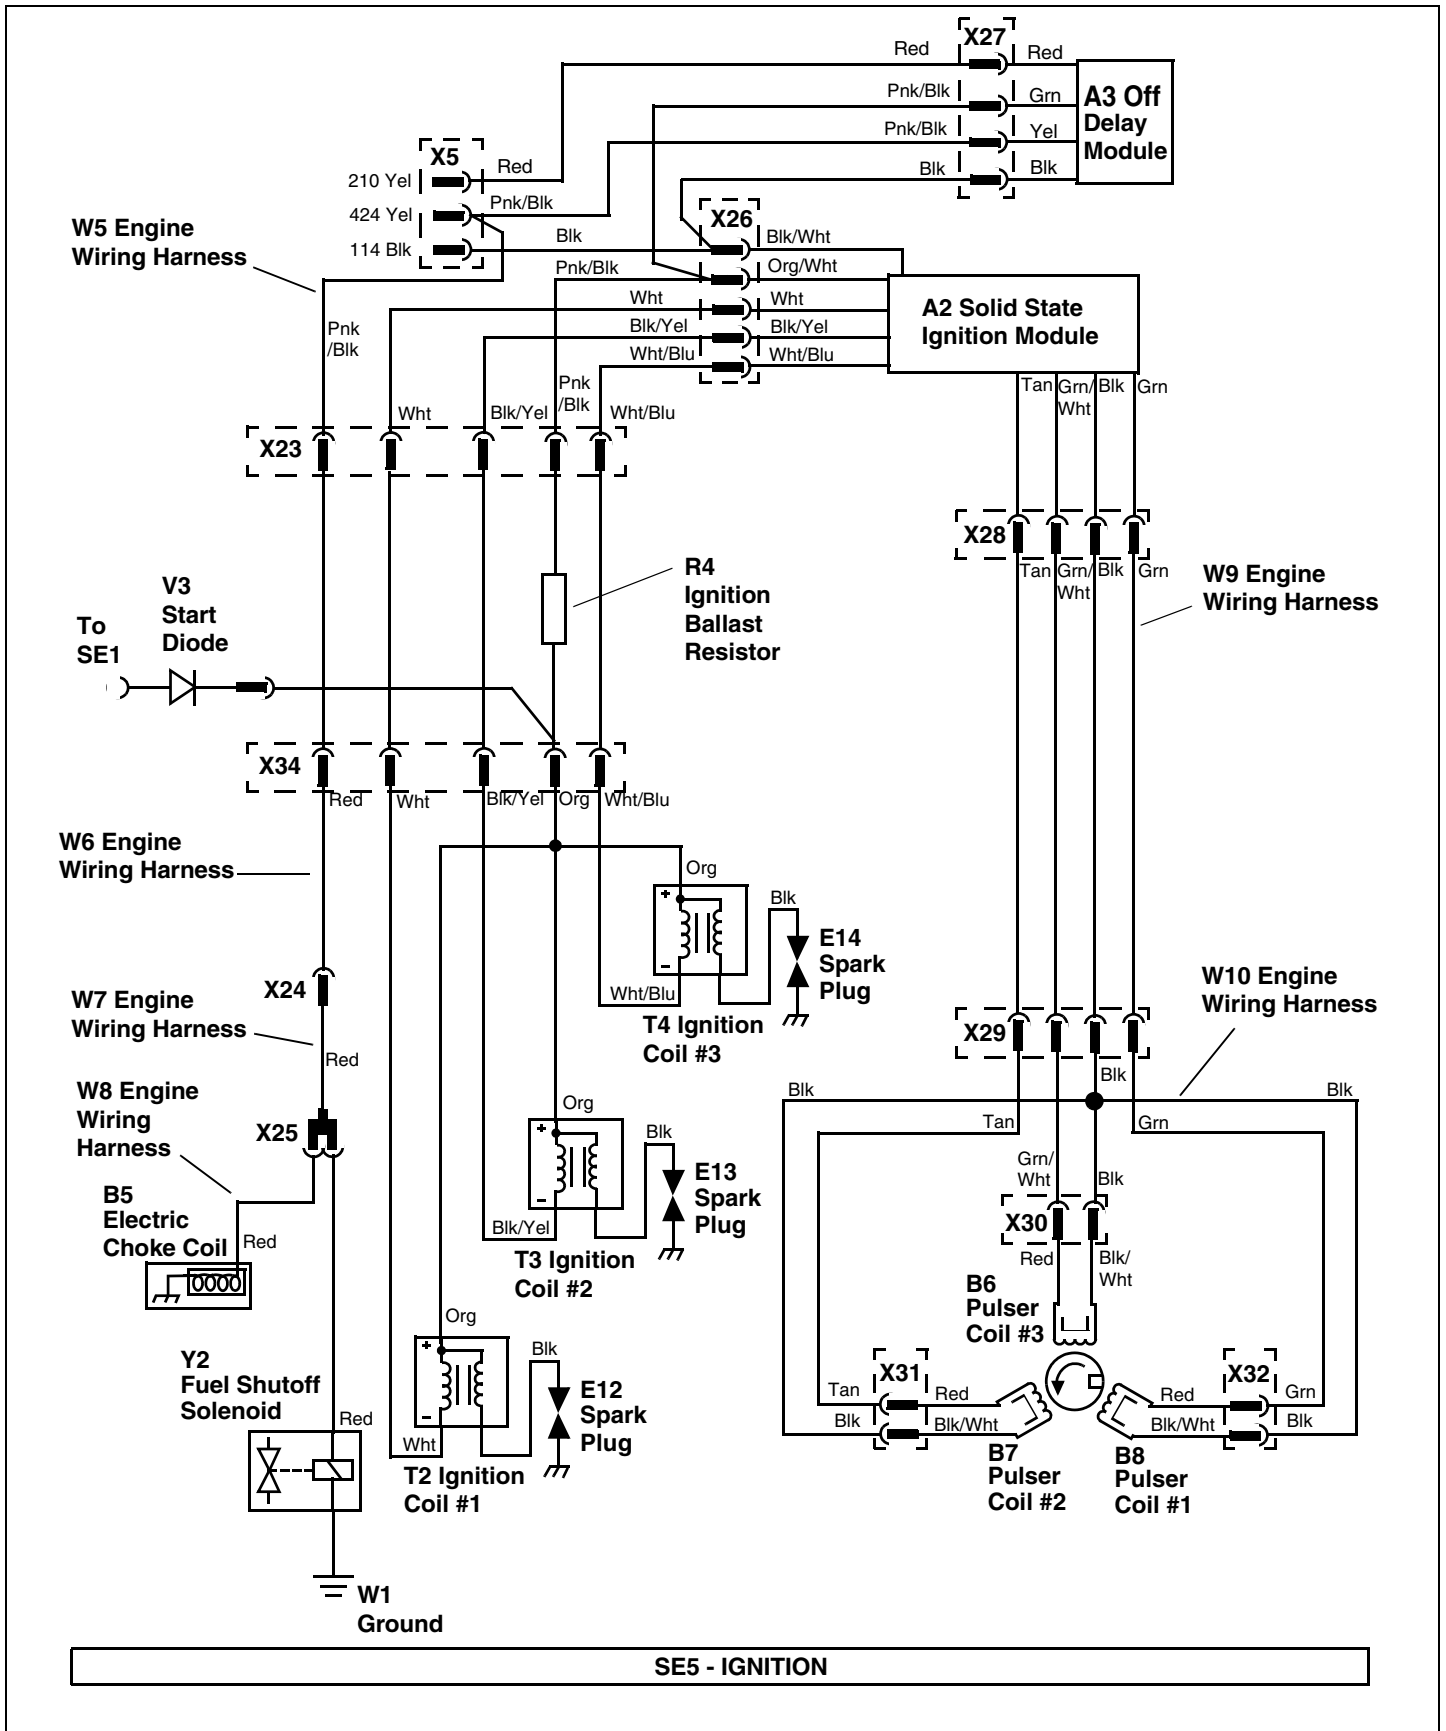 X27
Red
Red
Pnk/Blk
Grn
A3 Off
Delay
Module
Pnk/Blk
Yel
Blk
Blk
X5
210 Yel
Red
424 Yel
Pnk/Blk
114 Blk
Blk
X26
Blk/Wht
Pnk/Blk
Org/Wht
Wht
Wht
Blk/Yel
Blk/Yel
Wht/Blu
Wht/Blu
W5 Engine
Wiring Harness
A2 Solid State
Ignition Module
Pnk
/Blk
Wht
Blk/Yel
Pnk
/Blk
Wht/Blu
Tan
Grn/
Wht
Blk
Grn
X23
X28
Tan
Grn/
Wht
Blk
Grn
W9 Engine
Wiring Harness
R4
Ignition
Ballast
Resistor
V3
Start
Diode
To
SE1
X34
Red
Wht
Blk/Yel
Org
Wht/Blu
W6 Engine
Wiring Harness
Org
+
-
Blk
E14
Spark
Plug
Wht/Blu
T4 Ignition
Coil #3
X24
W7 Engine
Wiring Harness
Red
W10 Engine
Wiring Harness
X29
Blk
Blk
Blk
Tan
Grn
W8 Engine
Wiring
Harness
X25
Org
+
-
Blk
E13
Spark
Plug
Blk/Yel
T3 Ignition
Coil #2
Grn/
Wht
Blk
X30
Red
Blk/
Wht
B5
Electric
Choke Coil
Red
B6
Pulser
Coil #3
Org
+
-
Blk
E12
Spark
Plug
Wht
T2 Ignition
Coil #1
Y2
Fuel Shutoff
Solenoid
Red
X31
Tan
Red
Blk
Blk/Wht
B7
Pulser
Coil #2
X32
Red
Grn
Blk/Wht
Blk
B8
Pulser
Coil #1
W1
Ground
SE5 - IGNITION